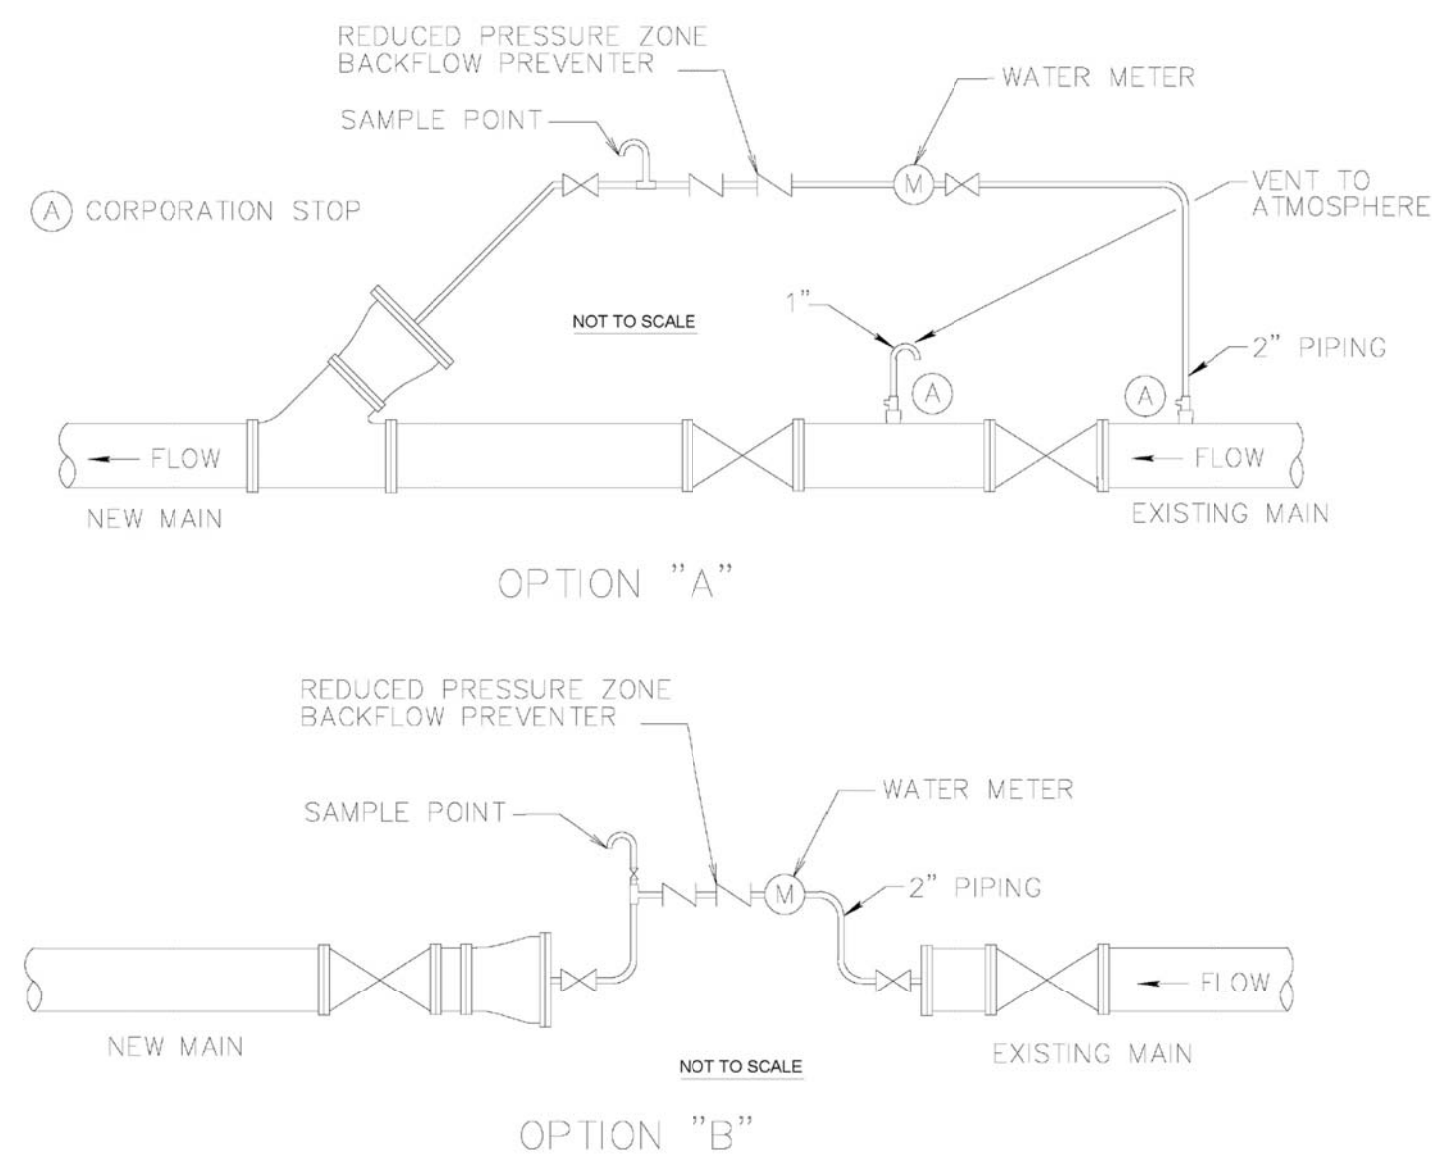 REDUCED PRESSURE ZONE
BACKFLOW PREVENTER
WATER METER
SAMPLE POINT
VENT TO
ATMOSPHERE
A CORPORATION STOP
M
1”
NOT TO SCALE
2” PIPING
A
A
FLOW
FLOW
NEW MAIN
EXISTING MAIN
OPTION ”A”
REDUCED PRESSURE ZONE
BACKFLOW PREVENTER
WATER METER
SAMPLE POINT
M
2” PIPING
FLOW
NEW MAIN
EXISTING MAIN
NOT TO SCALE
OPTION ”B”